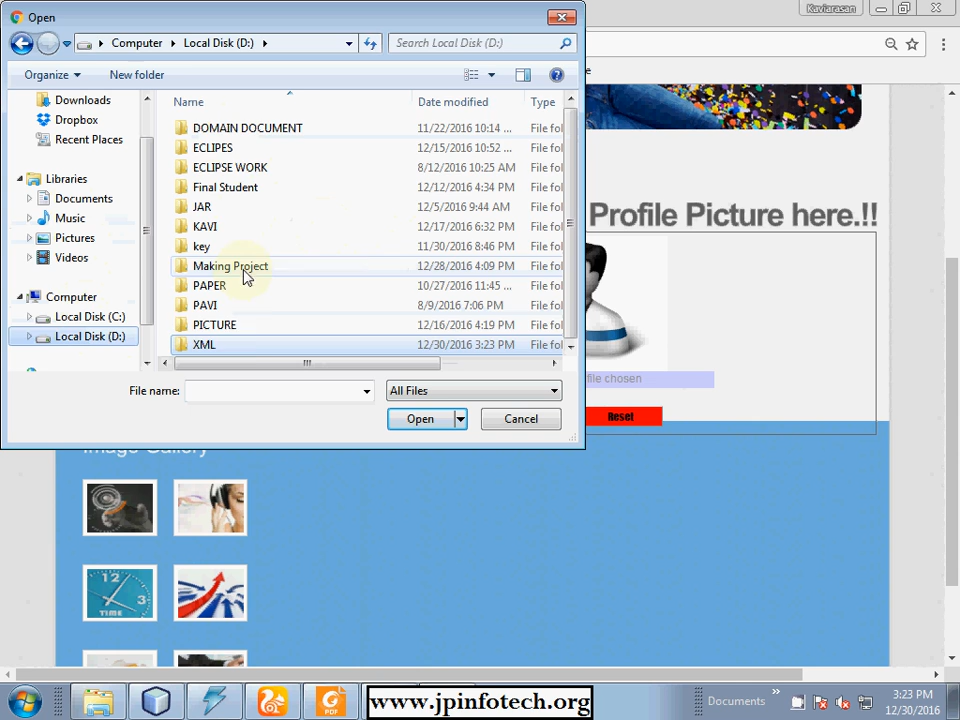 Open
Kaviarasan
Computer
Local Disk (D:)
Search Local Disk (D:)
Organize
New folder
e
Downloads
Dropbox
Recent Places
Libraries
Documents
Music
Pictures
Videos
Computer
Local Disk (C:)
Local Disk (D:)
Name Date modified Type
DOMAIN DOCUMENT 11/22/2016 10:14 ... File fol
ECLIPES 12/15/2016 10:52 ... File fol
ECLIPSE WORK 8/12/2016 10:25 AM File fol
Final Student 12/12/2016 4:34 PM File fol
JAR 12/5/2016 9:44 AM File fol
KAVI 12/17/2016 6:32 PM File fol
key 11/30/2016 8:46 PM File fol
Making Project 12/28/2016 4:09 PM File fol
PAPER 10/27/2016 11:45 ... File fol
PAVI 8/9/2016 7:06 PM File fol
PICTURE 12/16/2016 4:19 PM File fol
XML 12/30/2016 3:23 PM File fol
File name:
All Files
Open
Cancel
Profile Picture here.!!
file chosen
Reset
Image Gallery
12
3
TIME
PDF
www.jpinfotech.org
Documents
3:23 PM
12/30/2016